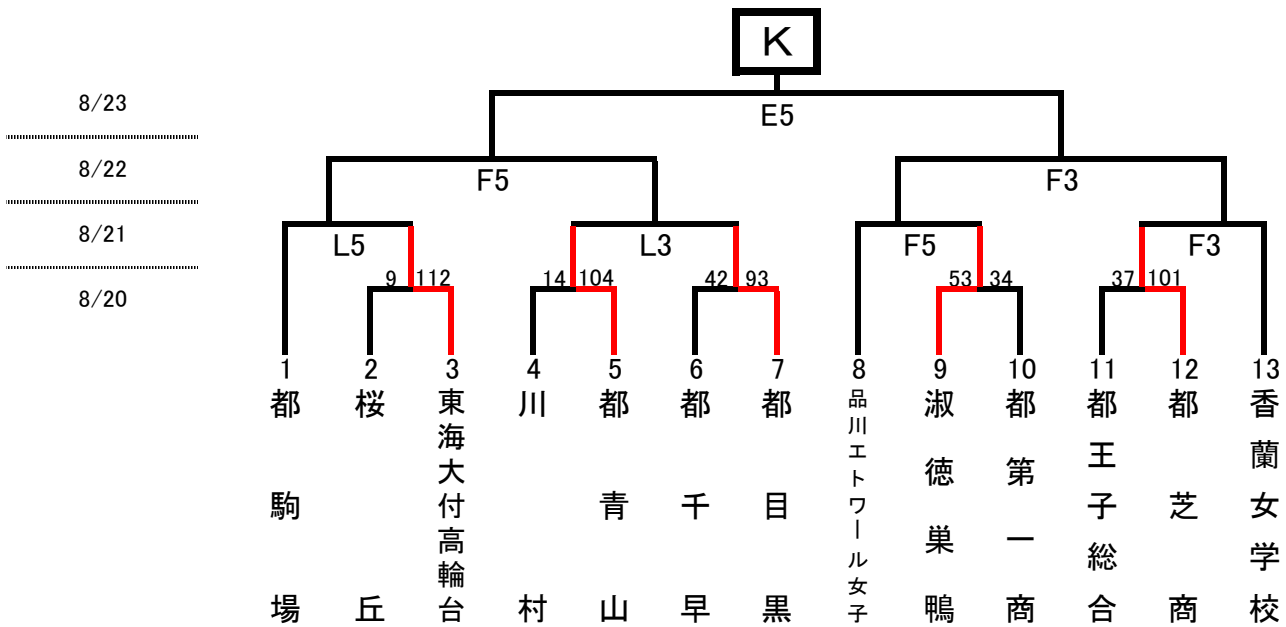 K
8/23
E5
8/22
F5 F3
8/21
L5 L3 F5 F3
9 112 14 104 42 93 53 34 37 101
8/20
1 2 3 4 5 6 7 8 9 10 11 12 13
都駒場
桜丘
東海大付高輪台
川村
都青山
都千早
都目黒
品川エトワール女子
淑徳巣鴨
都第一商
都王子総合
都芝商
香蘭女学校